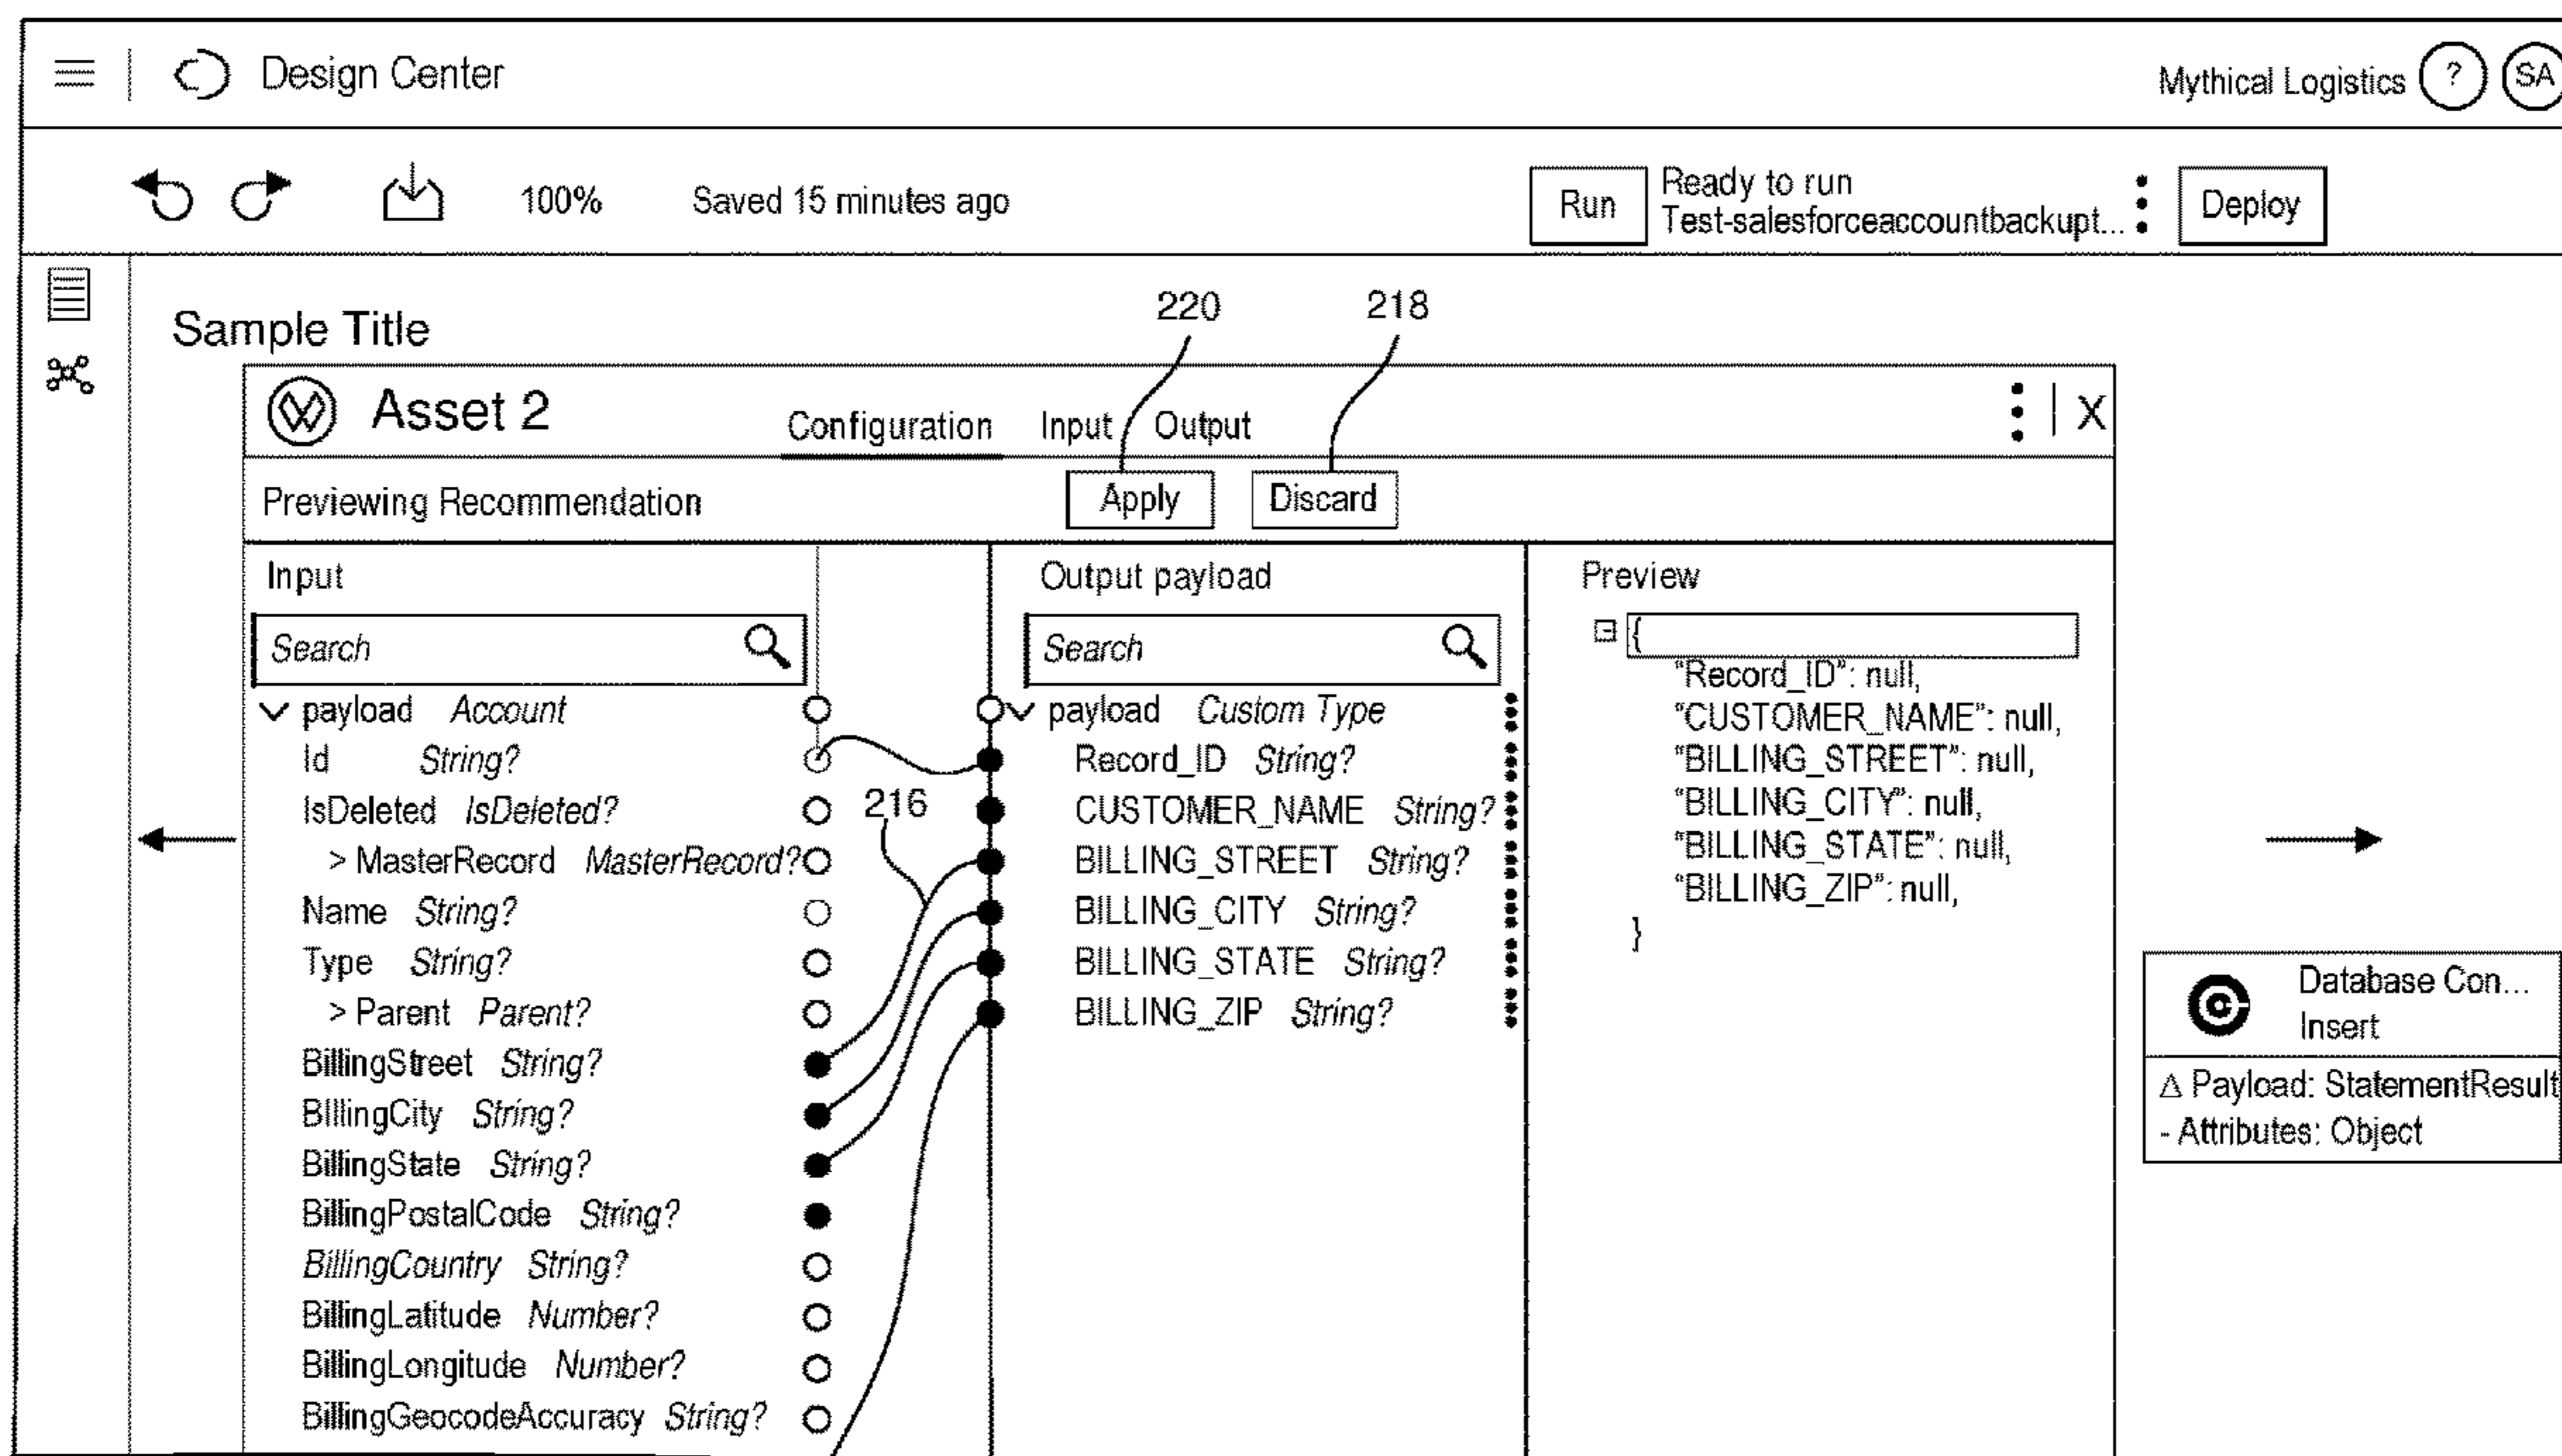 Design Center
Mythical Logistics ? SA
100% Saved 15 minutes ago
Run
Ready to run
Test-salesforceaccountbackupt...
Deploy
220 218
Sample Title
Asset 2 Configuration Input Output X
Previewing Recommendation Apply Discard
Input
Search
payload Account
Id String?
IsDeleted IsDeleted?
> MasterRecord MasterRecord?
Name String?
Type String?
> Parent Parent?
BillingStreet String?
BIllingCity String?
BillingState String?
BillingPostalCode String?
BillingCountry String?
BillingLatitude Number?
BillingLongitude Number?
BillingGeocodeAccuracy String?
216
Output payload
Search
payload Custom Type
Record_ID String?
CUSTOMER_NAME String?
BILLING_STREET String?
BILLING_CITY String?
BILLING_STATE String?
BILLING_ZIP String?
Preview
{
"Record_ID": null,
"CUSTOMER_NAME": null,
"BILLING_STREET": null,
"BILLING_CITY": null,
"BILLING_STATE": null,
"BILLING_ZIP": null,
}
Database Con...
Insert
Δ Payload: StatementResult
- Attributes: Object